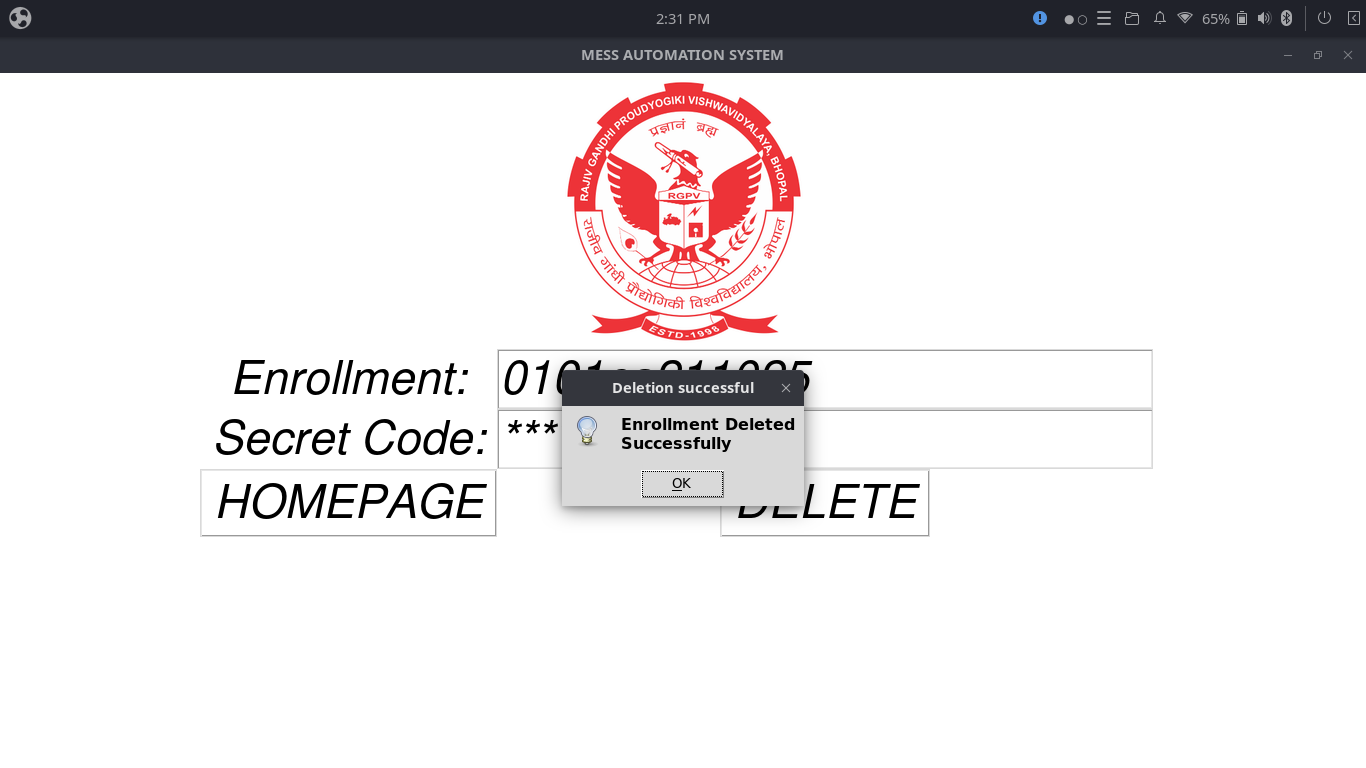 2:31 PM
65%
MESS AUTOMATION SYSTEM
RAJIV GANDHI PROUDYOGIKI VISHWAVIDYALAYA, BHOPAL
प्रज्ञानं ब्रह्म
RGPV
राजीव गांधी प्रौद्योगिकी विश्वविद्यालय, भोपाल
ESTD-1998
Enrollment:
Deletion successful
Enrollment Deleted
Successfully
OK
Secret Code: ***
HOMEPAGE
DELETE